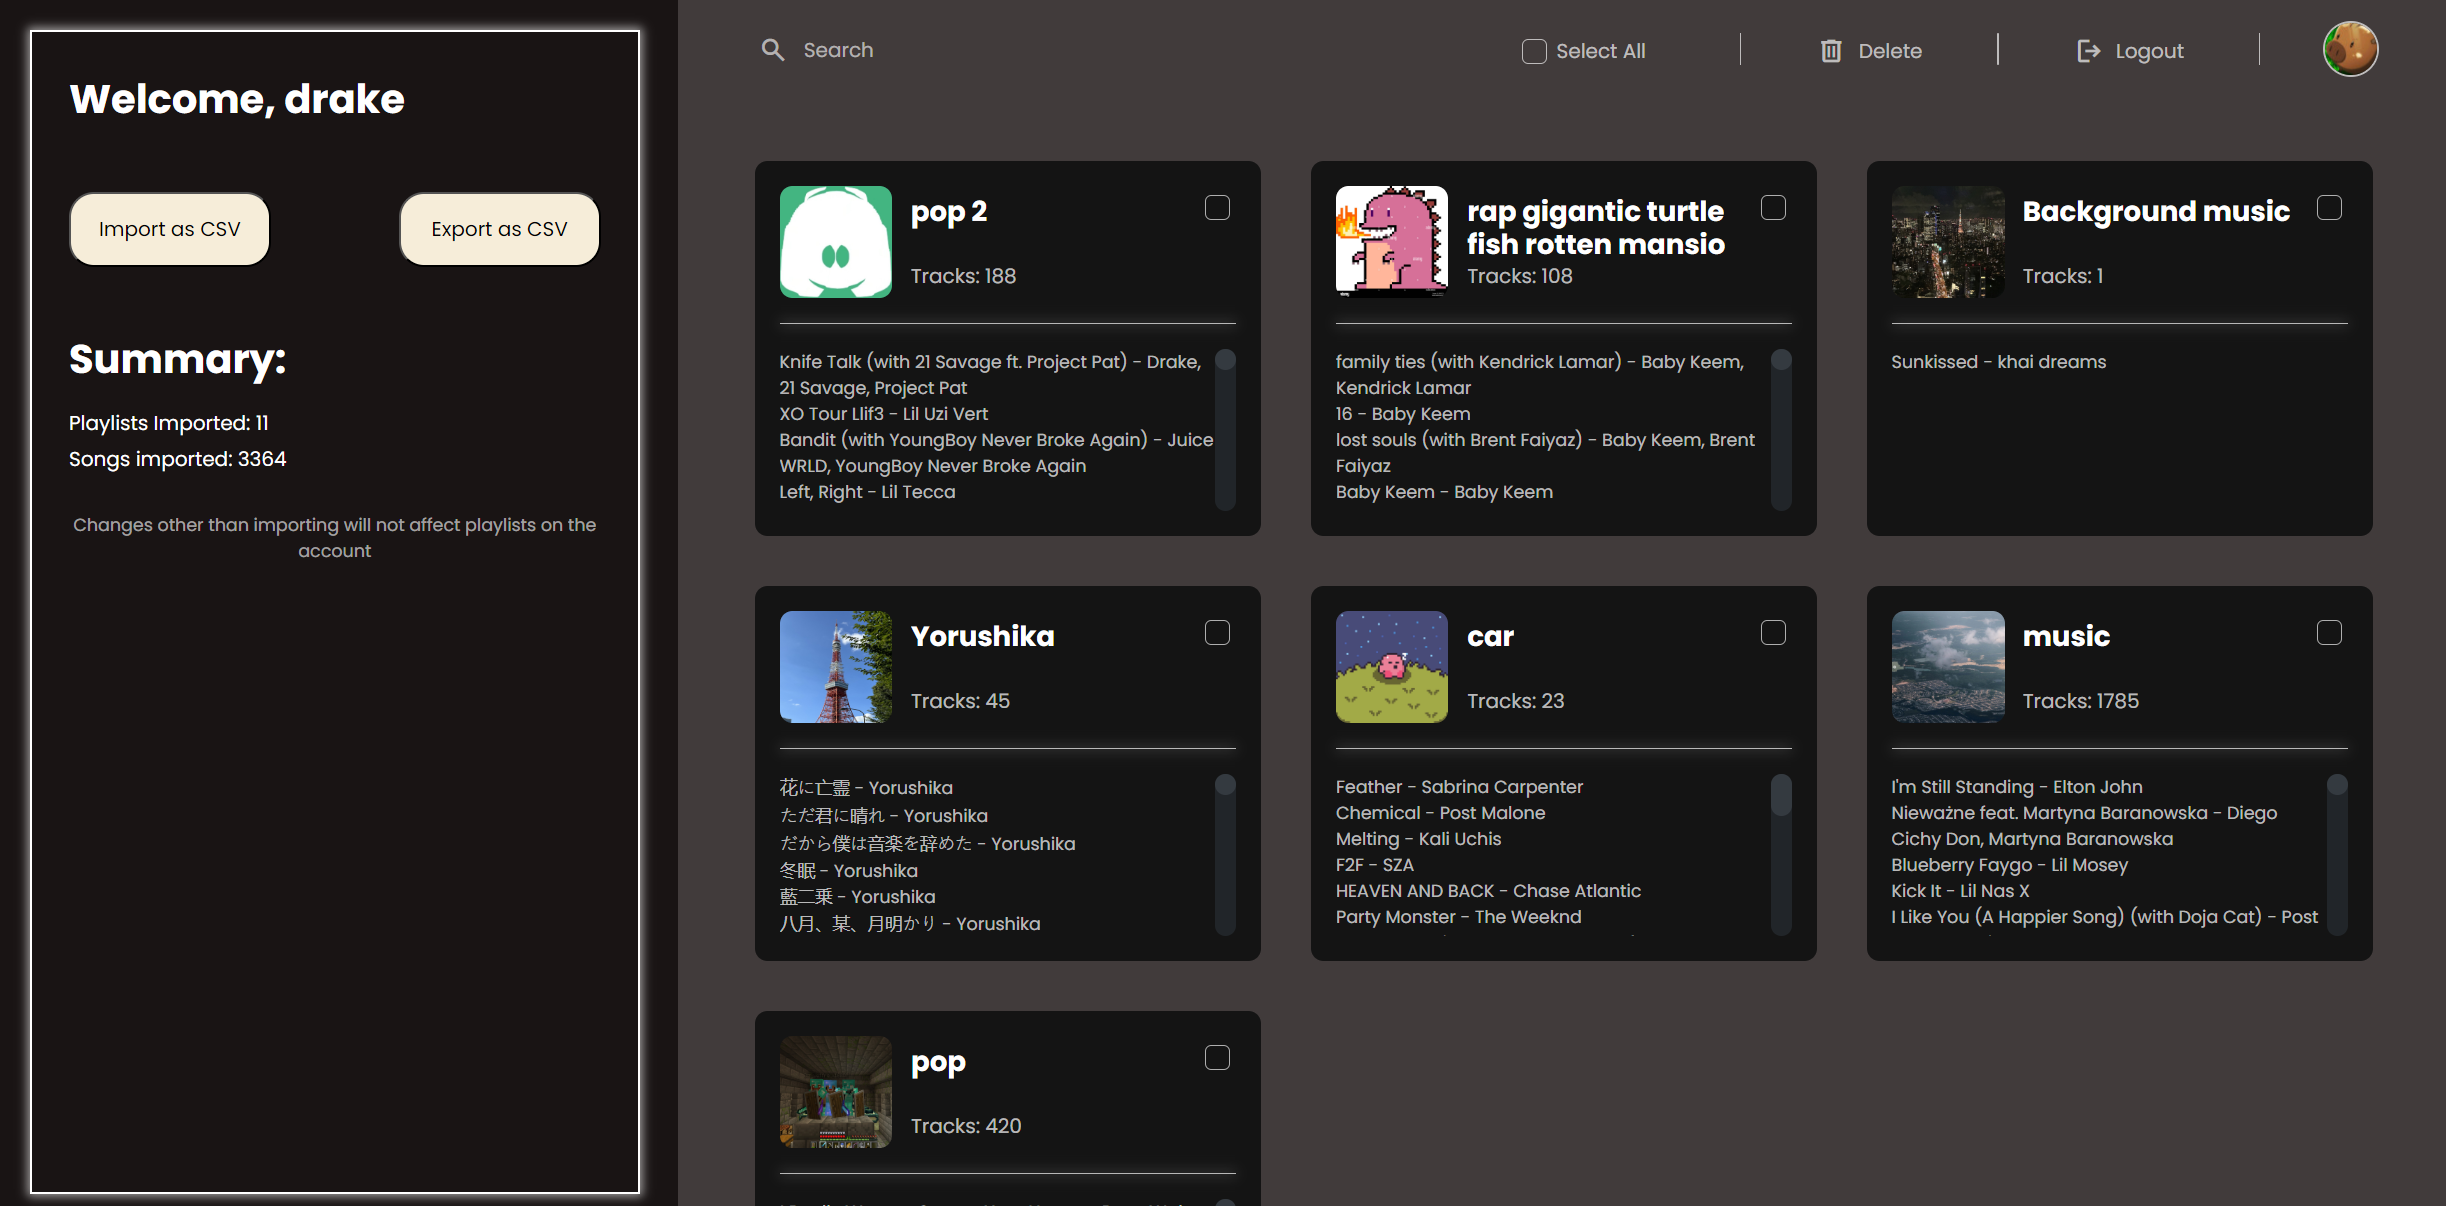 Welcome, drake
Import as CSV
Export as CSV
Summary:
Playlists Imported: 11
Songs imported: 3364
Changes other than importing will not affect playlists on the
account
Search
Select All
Delete
Logout
pop 2
Tracks: 188
Knife Talk (with 21 Savage ft. Project Pat) - Drake,
21 Savage, Project Pat
XO Tour Llif3 - Lil Uzi Vert
Bandit (with YoungBoy Never Broke Again) - Juice
WRLD, YoungBoy Never Broke Again
Left, Right - Lil Tecca
rap gigantic turtle
fish rotten mansio
Tracks: 108
family ties (with Kendrick Lamar) - Baby Keem,
Kendrick Lamar
16 - Baby Keem
lost souls (with Brent Faiyaz) - Baby Keem, Brent
Faiyaz
Baby Keem - Baby Keem
Background music
Tracks: 1
Sunkissed - khai dreams
Yorushika
Tracks: 45
花に亡霊 - Yorushika
ただ君に晴れ - Yorushika
だから僕は音楽を辞めた - Yorushika
冬眠 - Yorushika
藍二乗 - Yorushika
八月、某、月明かり - Yorushika
car
Tracks: 23
Feather - Sabrina Carpenter
Chemical - Post Malone
Melting - Kali Uchis
F2F - SZA
HEAVEN AND BACK - Chase Atlantic
Party Monster - The Weeknd
music
Tracks: 1785
I'm Still Standing - Elton John
Nieważne feat. Martyna Baranowska - Diego
Cichy Don, Martyna Baranowska
Blueberry Faygo - Lil Mosey
Kick It - Lil Nas X
I Like You (A Happier Song) (with Doja Cat) - Post
pop
Tracks: 420